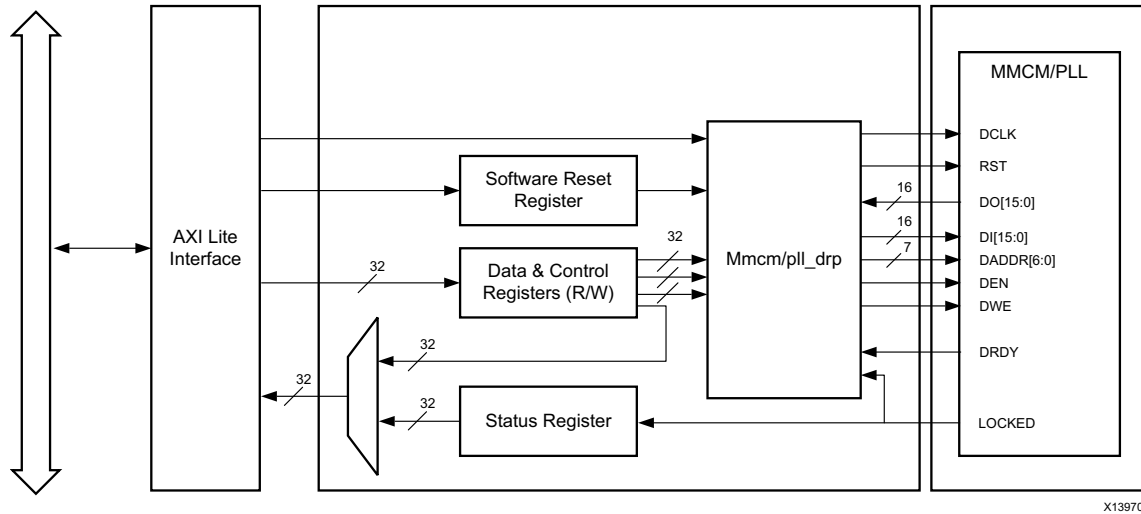 MMCM/PLL
DCLK
RST
Software Reset
Register
16
DO[15:0]
AXI Lite
Interface
16
DI[15:0]
32
Mmcm/pll_drp
7
DADDR[6:0]
32
Data & Control
Registers (R/W)
DEN
DWE
32
DRDY
32
32
Status Register
LOCKED
X13970